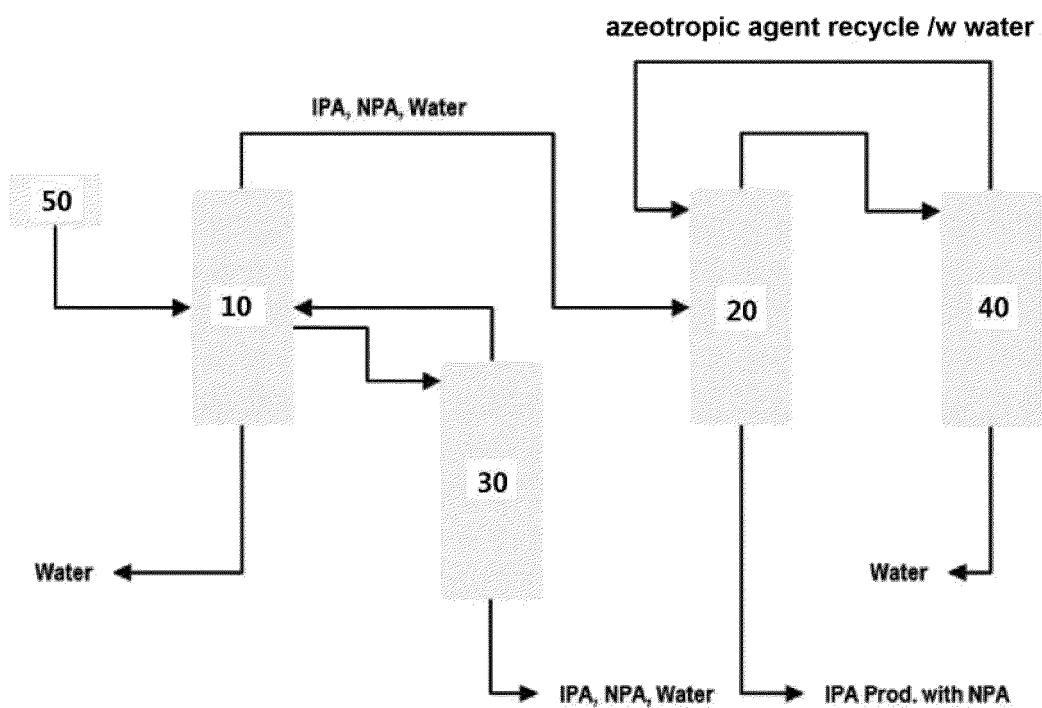 azeotropic agent recycle /w water
IPA, NPA, Water
50
10
20
40
30
Water
Water
IPA, NPA, Water
IPA Prod. with NPA